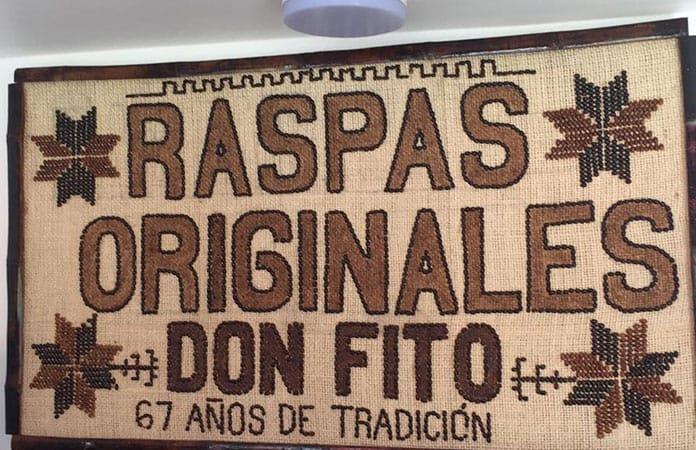 RASPAS
ORIGINALES
DON FITO
67 AÑOS DE TRADICIÓN